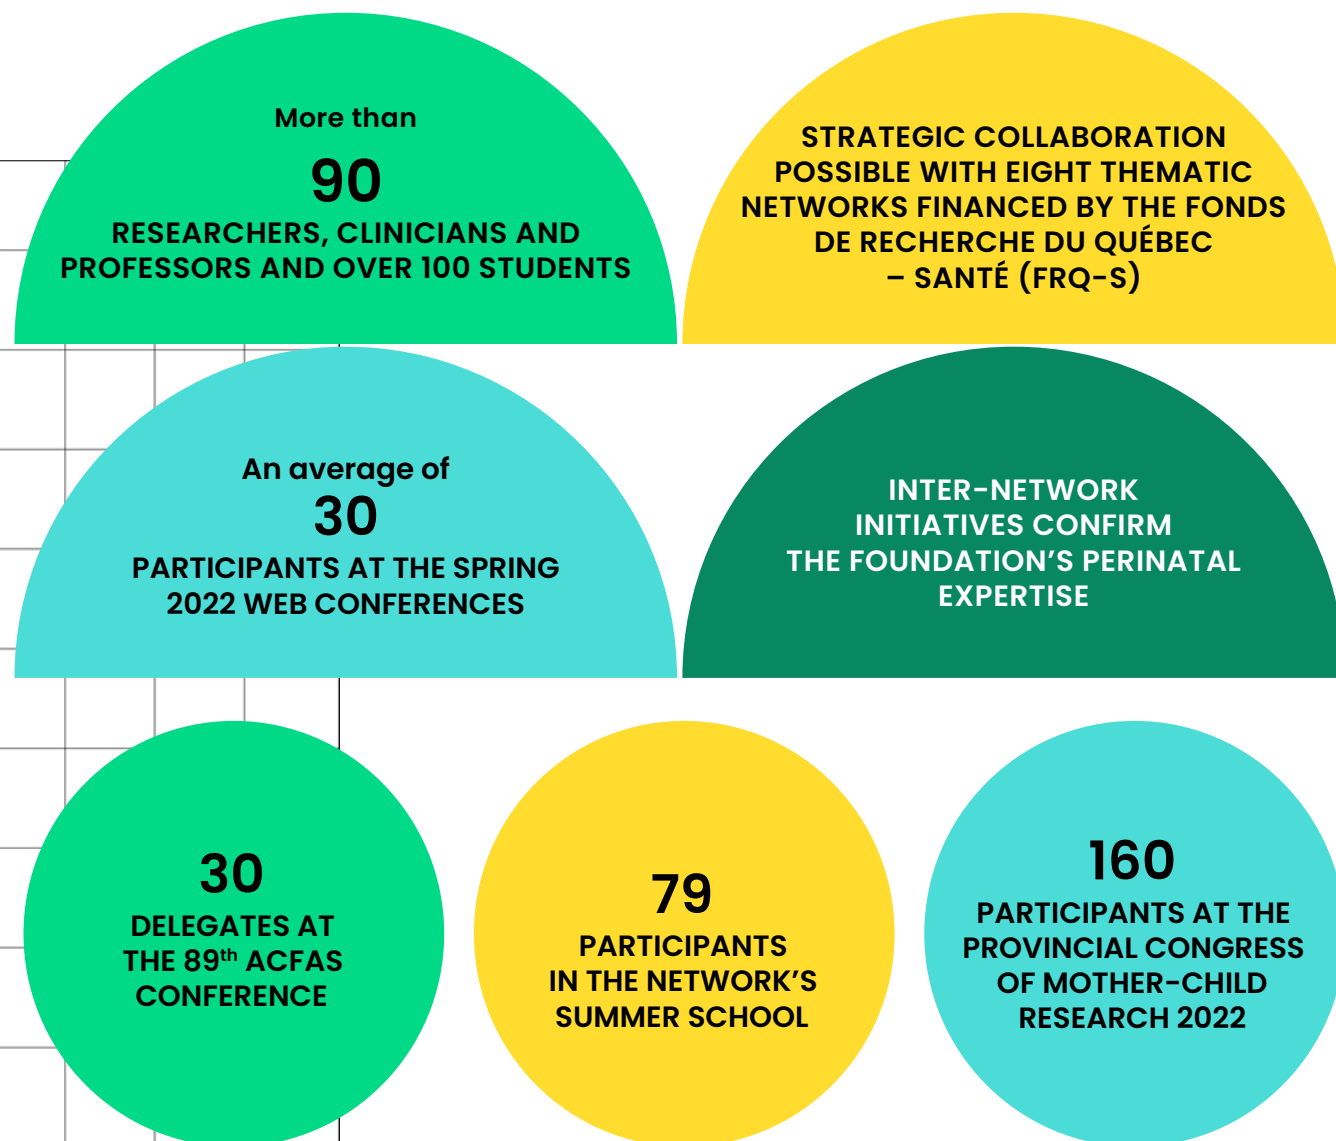 More than
90
RESEARCHERS, CLINICIANS AND
PROFESSORS AND OVER 100 STUDENTS
STRATEGIC COLLABORATION
POSSIBLE WITH EIGHT THEMATIC
NETWORKS FINANCED BY THE FONDS
DE RECHERCHE DU QUÉBEC
– SANTÉ (FRQ-S)
An average of
30
PARTICIPANTS AT THE SPRING
2022 WEB CONFERENCES
INTER-NETWORK
INITIATIVES CONFIRM
THE FOUNDATION’S PERINATAL
EXPERTISE
30
DELEGATES AT
THE 89th ACFAS
CONFERENCE
79
PARTICIPANTS
IN THE NETWORK’S
SUMMER SCHOOL
160
PARTICIPANTS AT THE
PROVINCIAL CONGRESS
OF MOTHER-CHILD
RESEARCH 2022